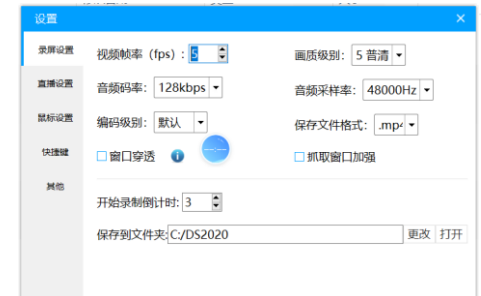 设置
录屏设置
直播设置
鼠标设置
快捷键
其他
视频帧率（fps）: 5
画质级别: 5 普清
音频码率: 128kbps
音频采样率: 48000Hz
编码级别: 默认
保存文件格式: .mp4
窗口穿透
抓取窗口加强
开始录制倒计时: 3
保存到文件夹: C:/DS2020
更改 打开